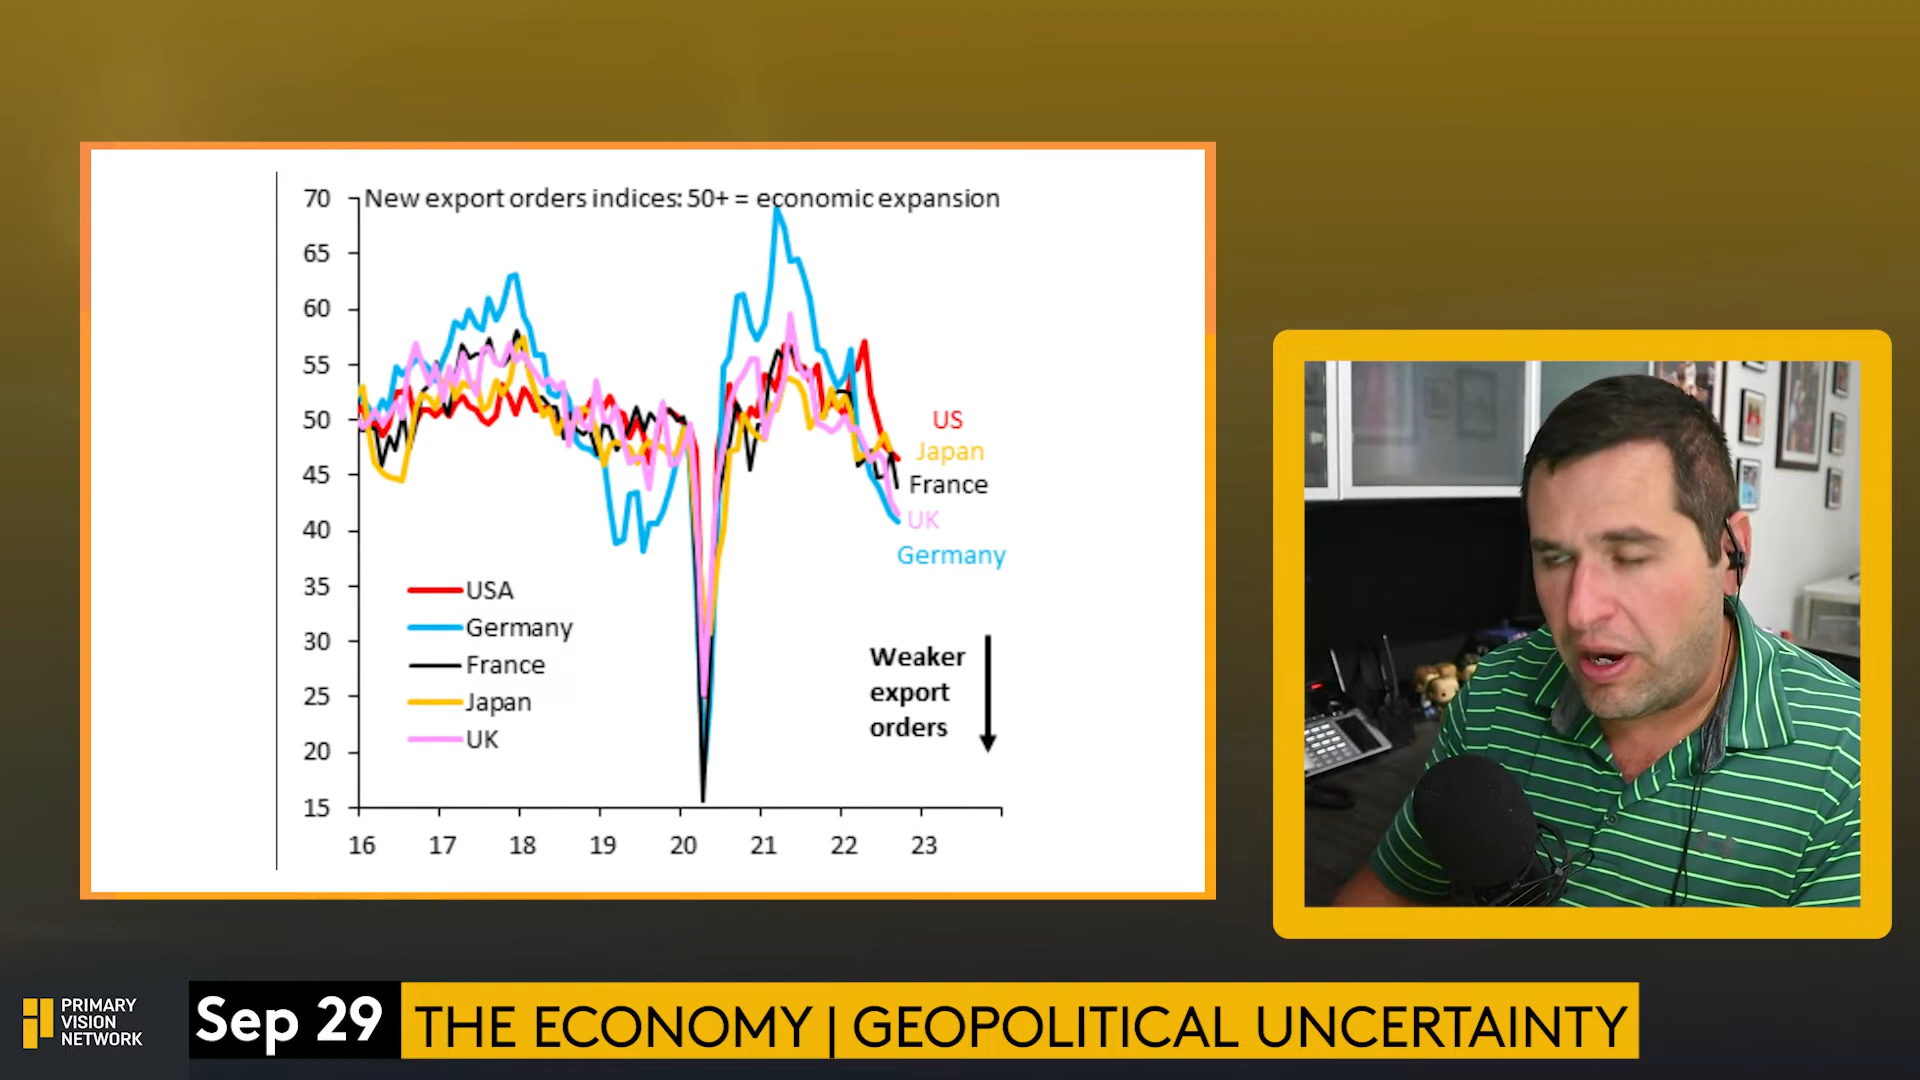 New export orders indices: 50+ = economic expansion
70
65
60
55
50
45
40
35
30
25
20
15
16 17 18 19 20 21 22 23
US
Japan
France
UK
Germany
USA
Germany
France
Japan
UK
Weaker
export
orders
PRIMARY
VISION
NETWORK
Sep 29
THE ECONOMY | GEOPOLITICAL UNCERTAINTY